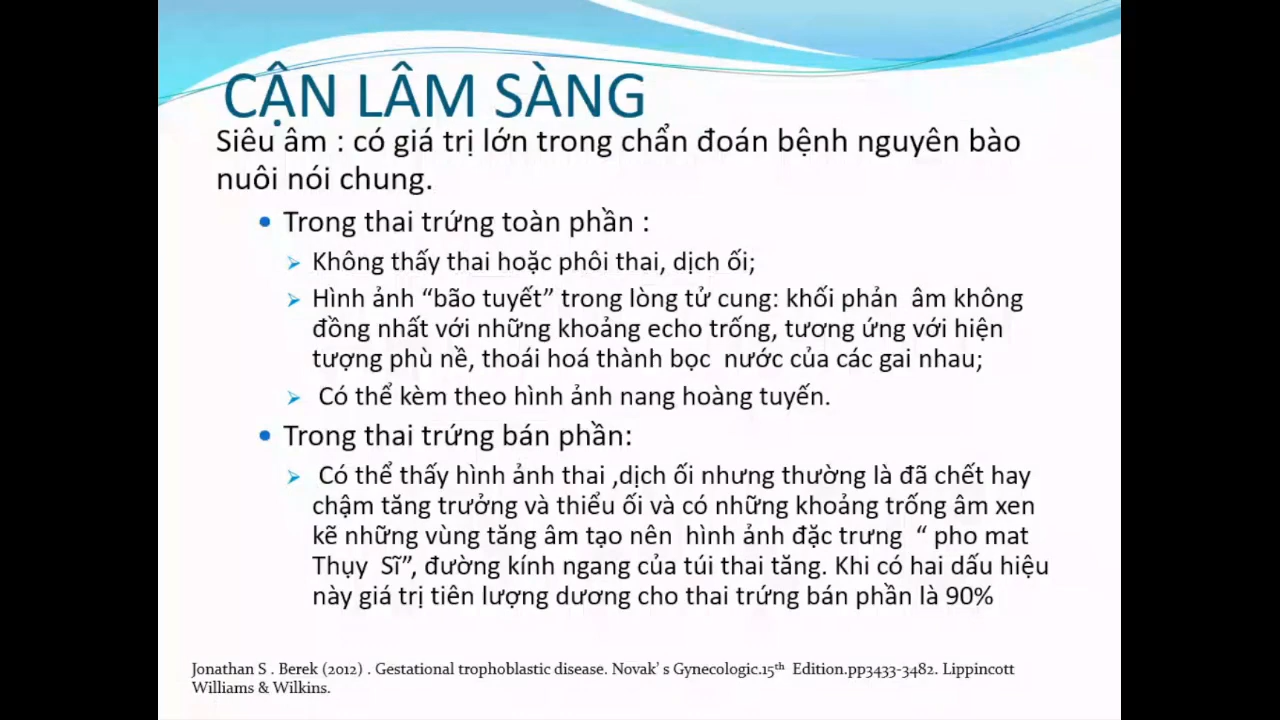 CẬN LÂM SÀNG
Siêu âm : có giá trị lớn trong chẩn đoán bệnh nguyên bào
nuôi nói chung.
• Trong thai trứng toàn phần :
➢ Không thấy thai hoặc phôi thai, dịch ối;
➢ Hình ảnh “bão tuyết” trong lòng tử cung: khối phản âm không
đồng nhất với những khoảng echo trống, tương ứng với hiện
tượng phù nề, thoái hoá thành bọc nước của các gai nhau;
➢ Có thể kèm theo hình ảnh nang hoàng tuyến.
• Trong thai trứng bán phần:
➢ Có thể thấy hình ảnh thai ,dịch ối nhưng thường là đã chết hay
chậm tăng trưởng và thiểu ối và có những khoảng trống âm xen
kẽ những vùng tăng âm tạo nên hình ảnh đặc trưng “ pho mat
Thụy Sĩ”, đường kính ngang của túi thai tăng. Khi có hai dấu hiệu
này giá trị tiên lượng dương cho thai trứng bán phần là 90%
Jonathan S . Berek (2012) . Gestational trophoblastic disease. Novak’ s Gynecologic.15th Edition.pp3433-3482. Lippincott
Williams & Wilkins.